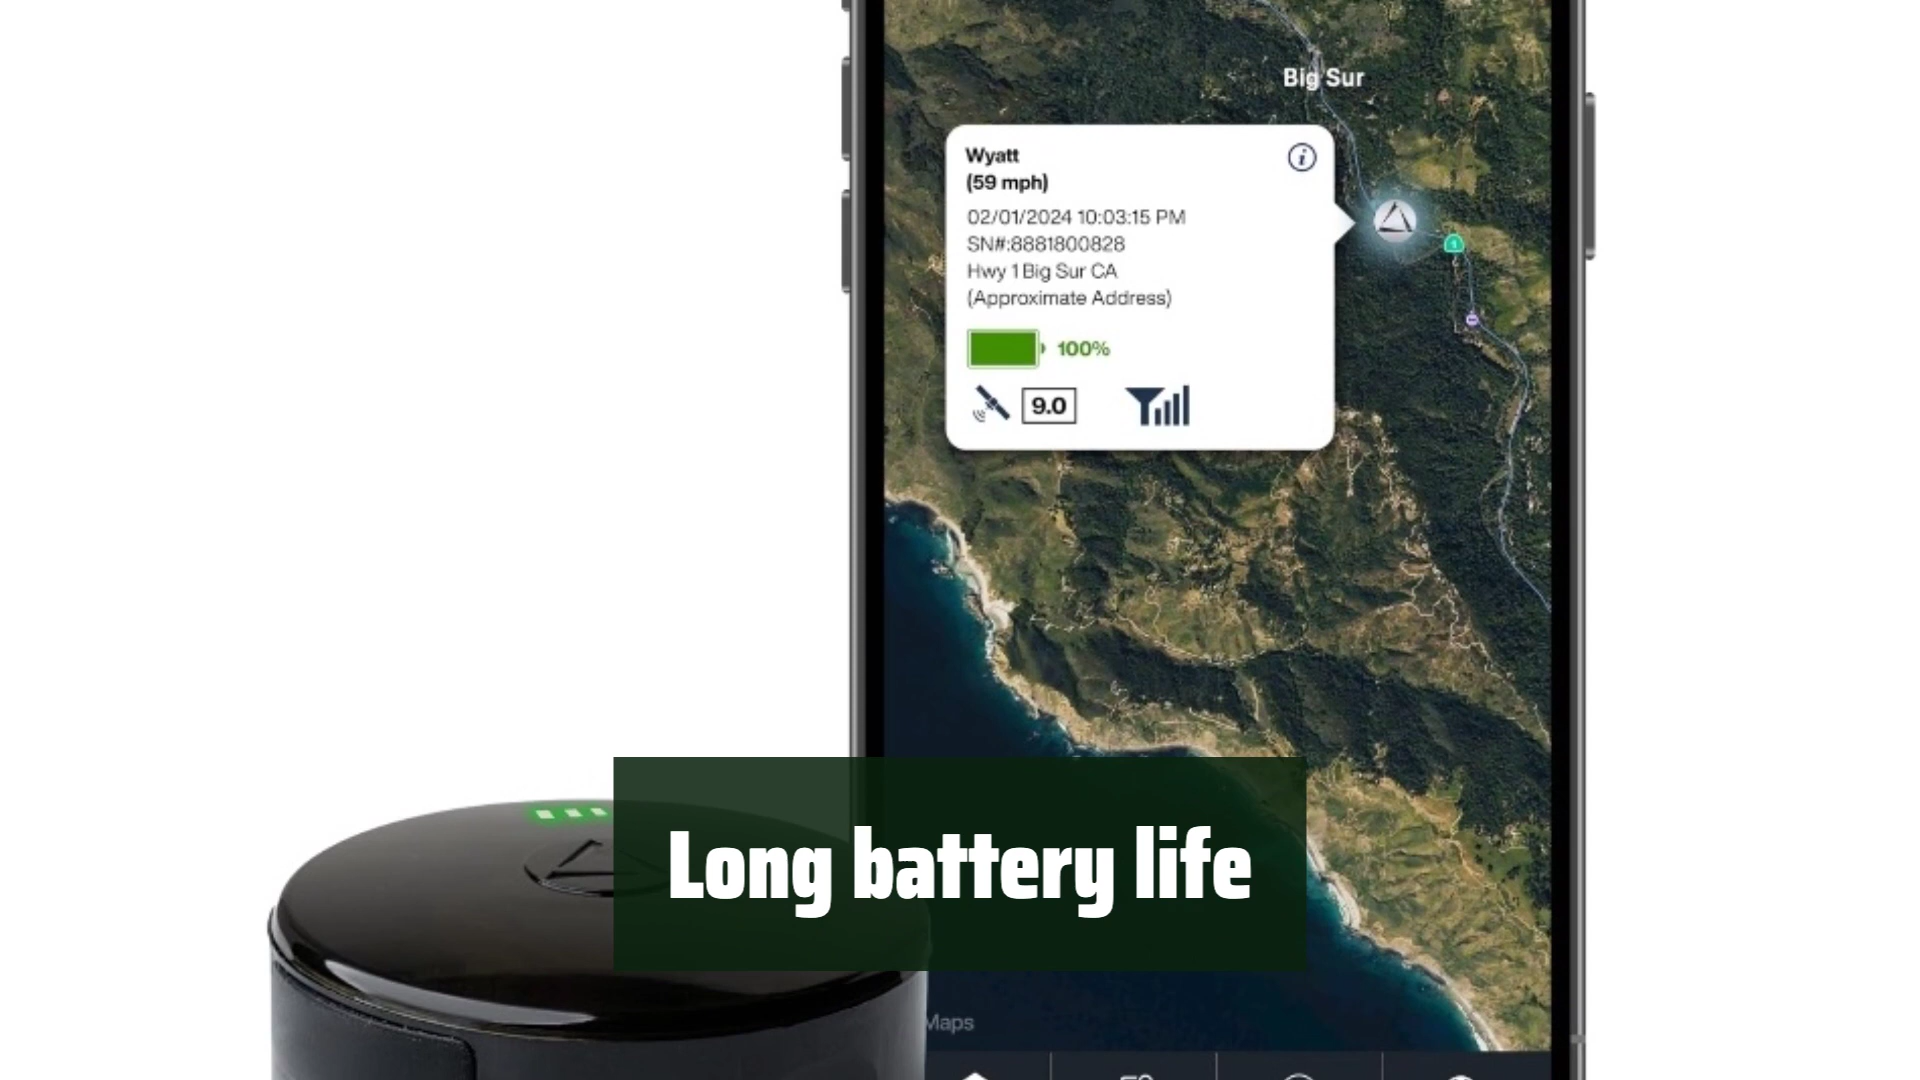 Big Sur
Wyatt
(59 mph)
02/01/2024 10:03:15 PM
SN#:8881800828
Hwy 1 Big Sur CA
(Approximate Address)
100%
9.0
1
Long battery life
Maps